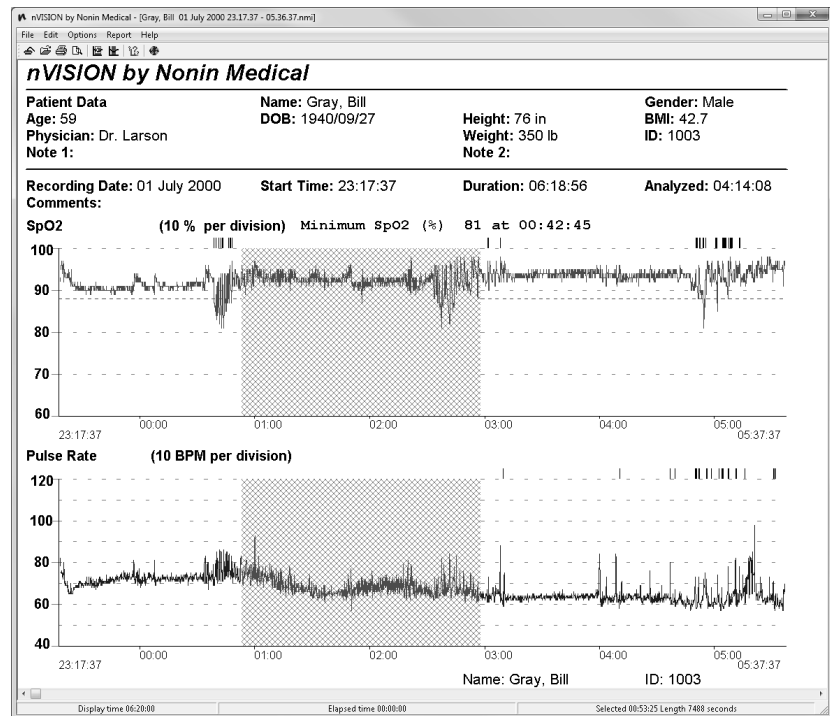 nVISION by Nonin Medical - [Gray, Bill 01 July 2000 23.17.37 - 05.36.37.nmi]
File Edit Options Report Help
nVISION by Nonin Medical
Patient Data Name: Gray, Bill Gender: Male
Age: 59 DOB: 1940/09/27 Height: 76 in BMI: 42.7
Physician: Dr. Larson Weight: 350 lb ID: 1003
Note 1: Note 2:
Recording Date: 01 July 2000 Start Time: 23:17:37 Duration: 06:18:56 Analyzed: 04:14:08
Comments:
SpO2 (10 % per division) Minimum SpO2 (%) 81 at 00:42:45
100
90
80
70
60
00:00 01:00 02:00 03:00 04:00 05:00
23:17:37 05:37:37
Pulse Rate (10 BPM per division)
120
100
80
60
40
00:00 01:00 02:00 03:00 04:00 05:00
23:17:37 05:37:37
Name: Gray, Bill ID: 1003
Display time 06:20:00 Elapsed time 00:00:00 Selected 00:53:25 Length 7488 seconds